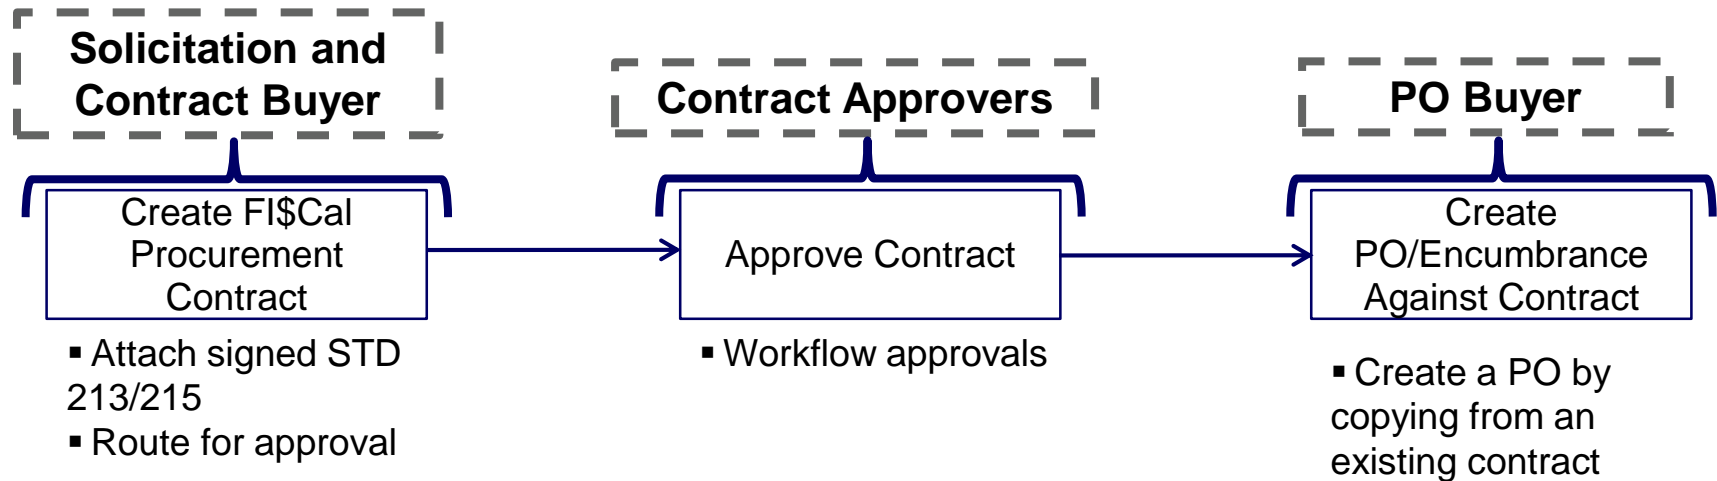 Solicitation and
Contract Buyer
Contract Approvers
PO Buyer
Create FI$Cal
Procurement
Contract
Approve Contract
Create
PO/Encumbrance
Against Contract
▪ Attach signed STD
213/215
▪ Route for approval
▪ Workflow approvals
▪ Create a PO by
copying from an
existing contract